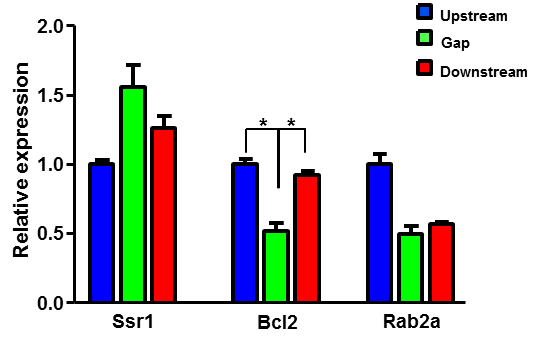 Upstream
Gap
Downstream
Relative expression
2.0
1.5
1.0
0.5
0.0
* *
Ssr1 Bcl2 Rab2a